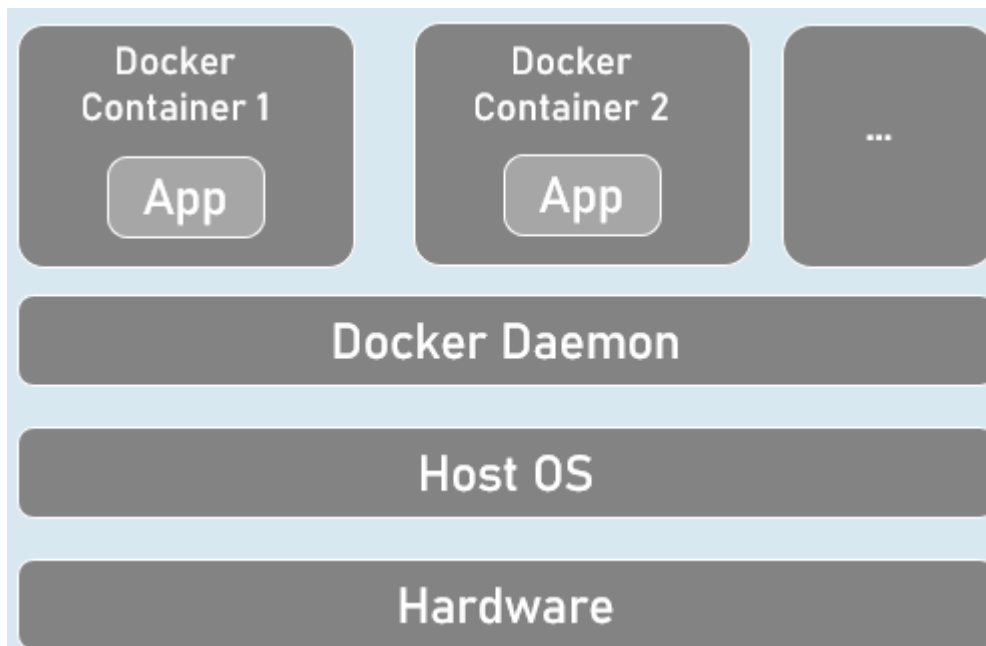 Docker
Container 1
App
Docker
Container 2
App
...
Docker Daemon
Host OS
Hardware